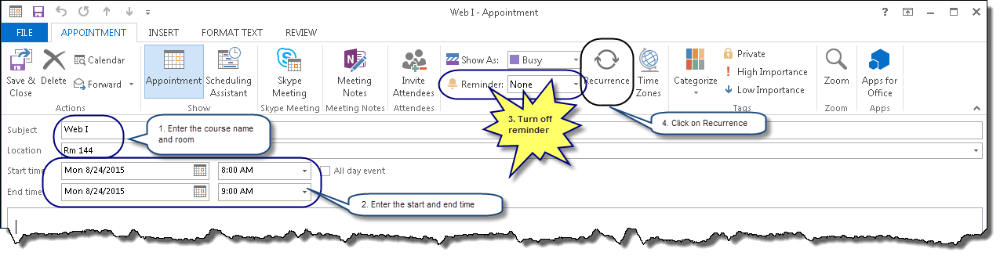 Web I - Appointment
?
FILE APPOINTMENT INSERT FORMAT TEXT REVIEW
Save & Close
Delete
Calendar
Forward
Actions
Appointment
Scheduling Assistant
Show
Skype Meeting
Skype Meeting
Meeting Notes
Meeting Notes
Invite Attendees
Attendees
Show As: Busy
Reminder: None
Recurrence
Time Zones
Categorize
Private
High Importance
Low Importance
Tags
Zoom
Zoom
Apps for Office
Apps
3. Turn off
reminder
4. Click on Recurrence
Subject Web I
1. Enter the course name
and room
Location Rm 144
Start time Mon 8/24/2015 8:00 AM All day event
End time Mon 8/24/2015 9:00 AM
2. Enter the start and end time